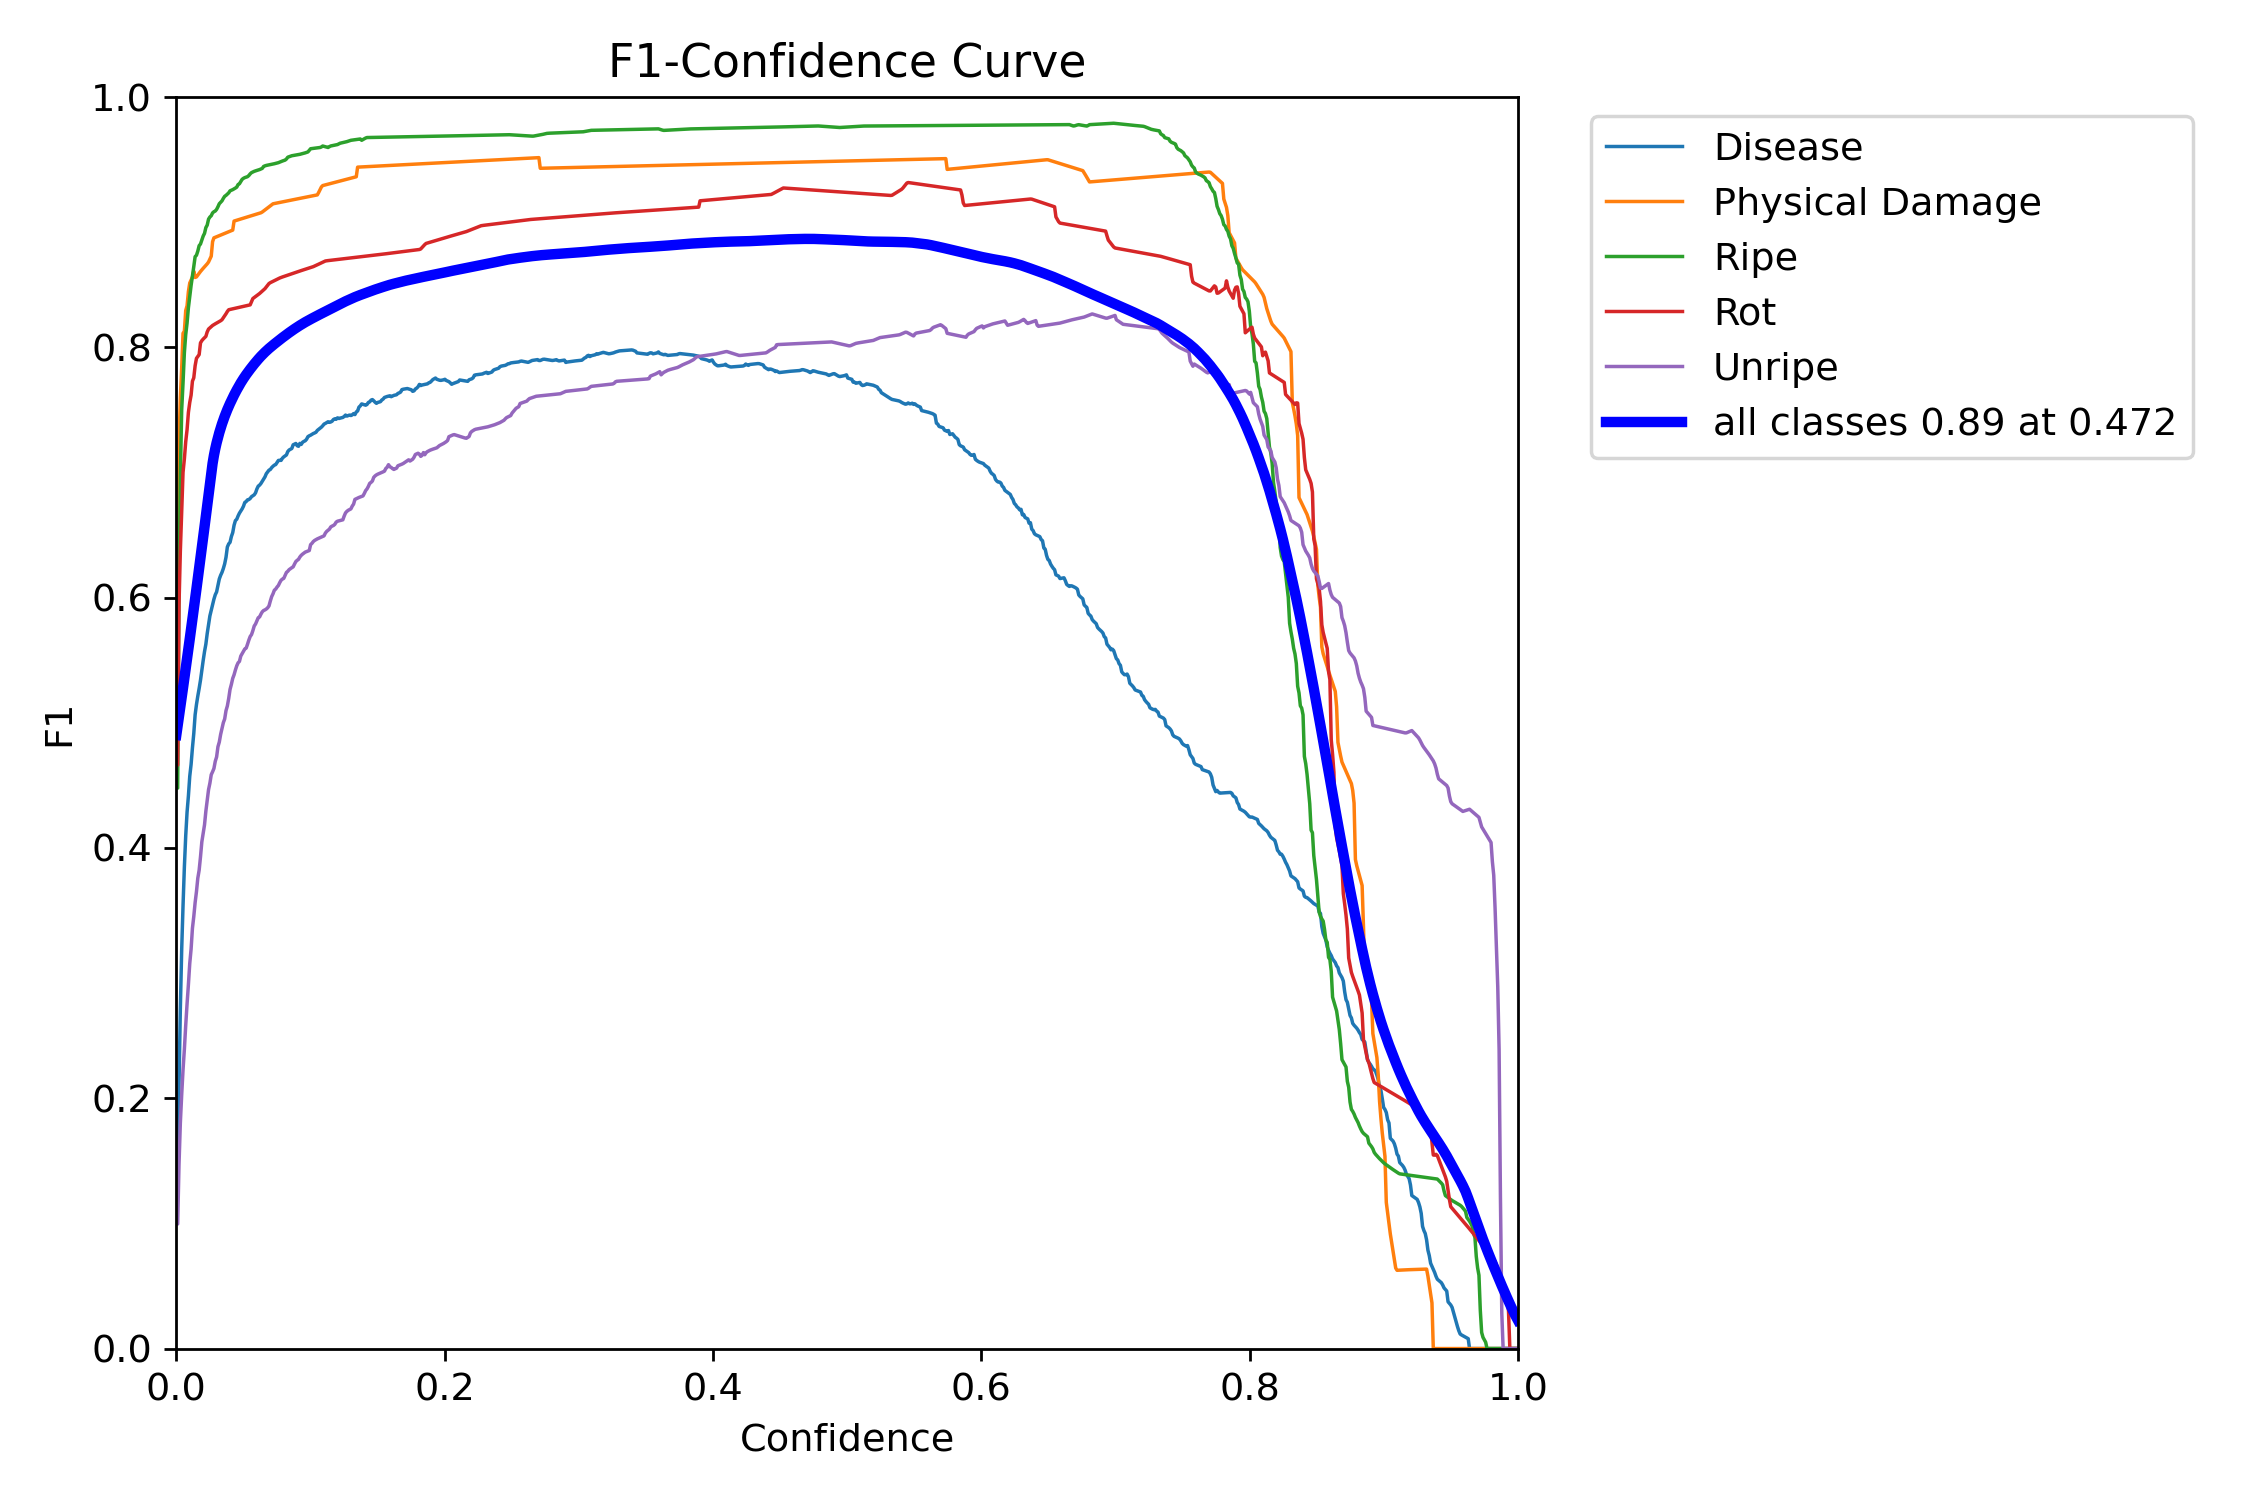 F1-Confidence Curve
1.0
0.8
0.6
0.4
0.2
0.0
F1
0.0 0.2 0.4 0.6 0.8 1.0
Confidence
Disease
Physical Damage
Ripe
Rot
Unripe
all classes 0.89 at 0.472